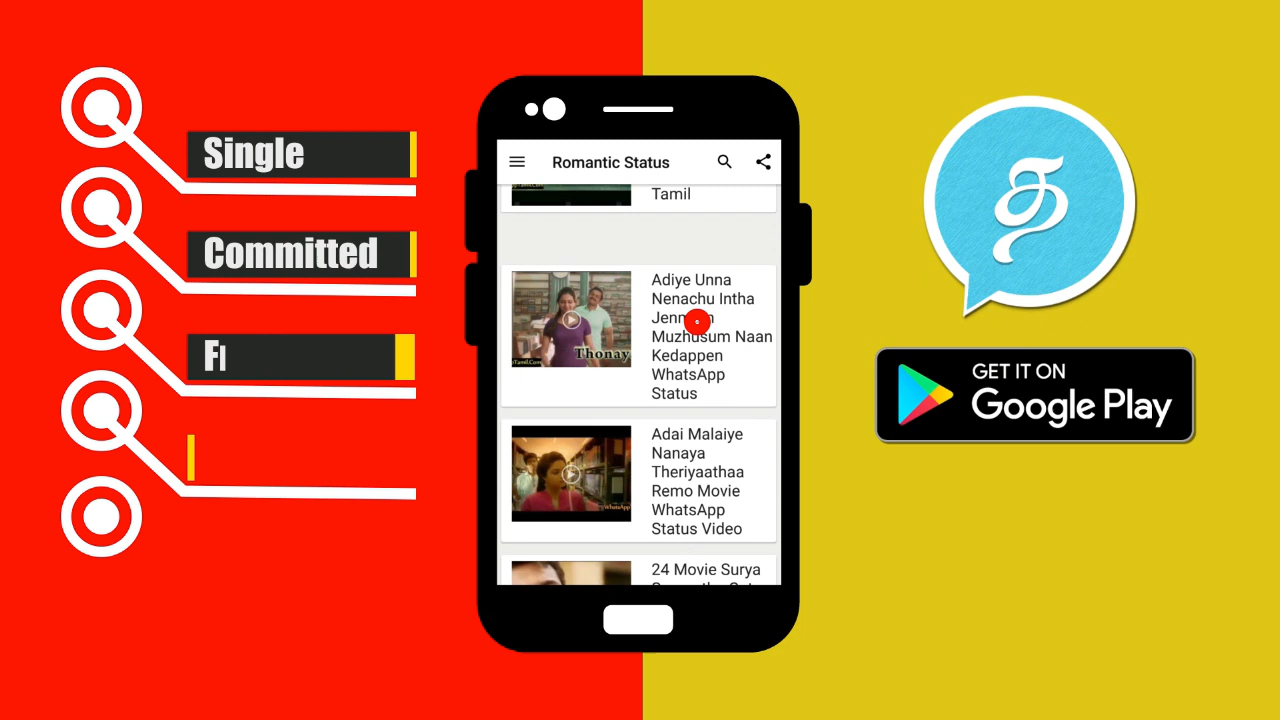 Single
Committed
Romantic Status
Tamil
Adiye Unna
Nenachu Intha
Muzhusum Naan
Kedappen
WhatsApp
Status
Thonay
Adai Malaiye
Nanaya
Theriyaathaa
Remo Movie
WhatsApp
Status Video
WhatsApp
24 Movie Surya
த
GET IT ON
Google Play